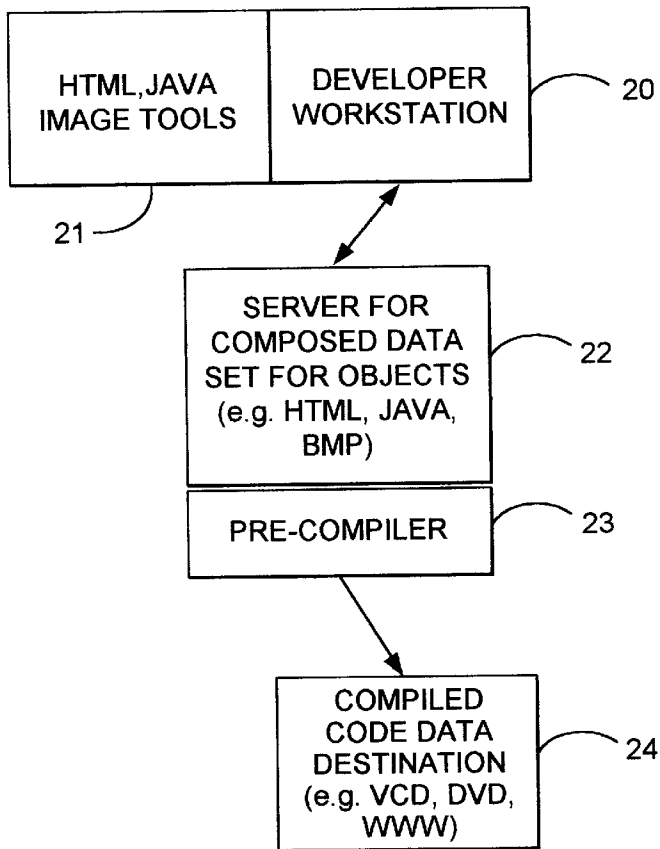 HTML,JAVA
IMAGE TOOLS
DEVELOPER
WORKSTATION
20
21
SERVER FOR
COMPOSED DATA
SET FOR OBJECTS
(e.g. HTML, JAVA,
BMP)
22
PRE-COMPILER
23
COMPILED
CODE DATA
DESTINATION
(e.g. VCD, DVD,
WWW)
24